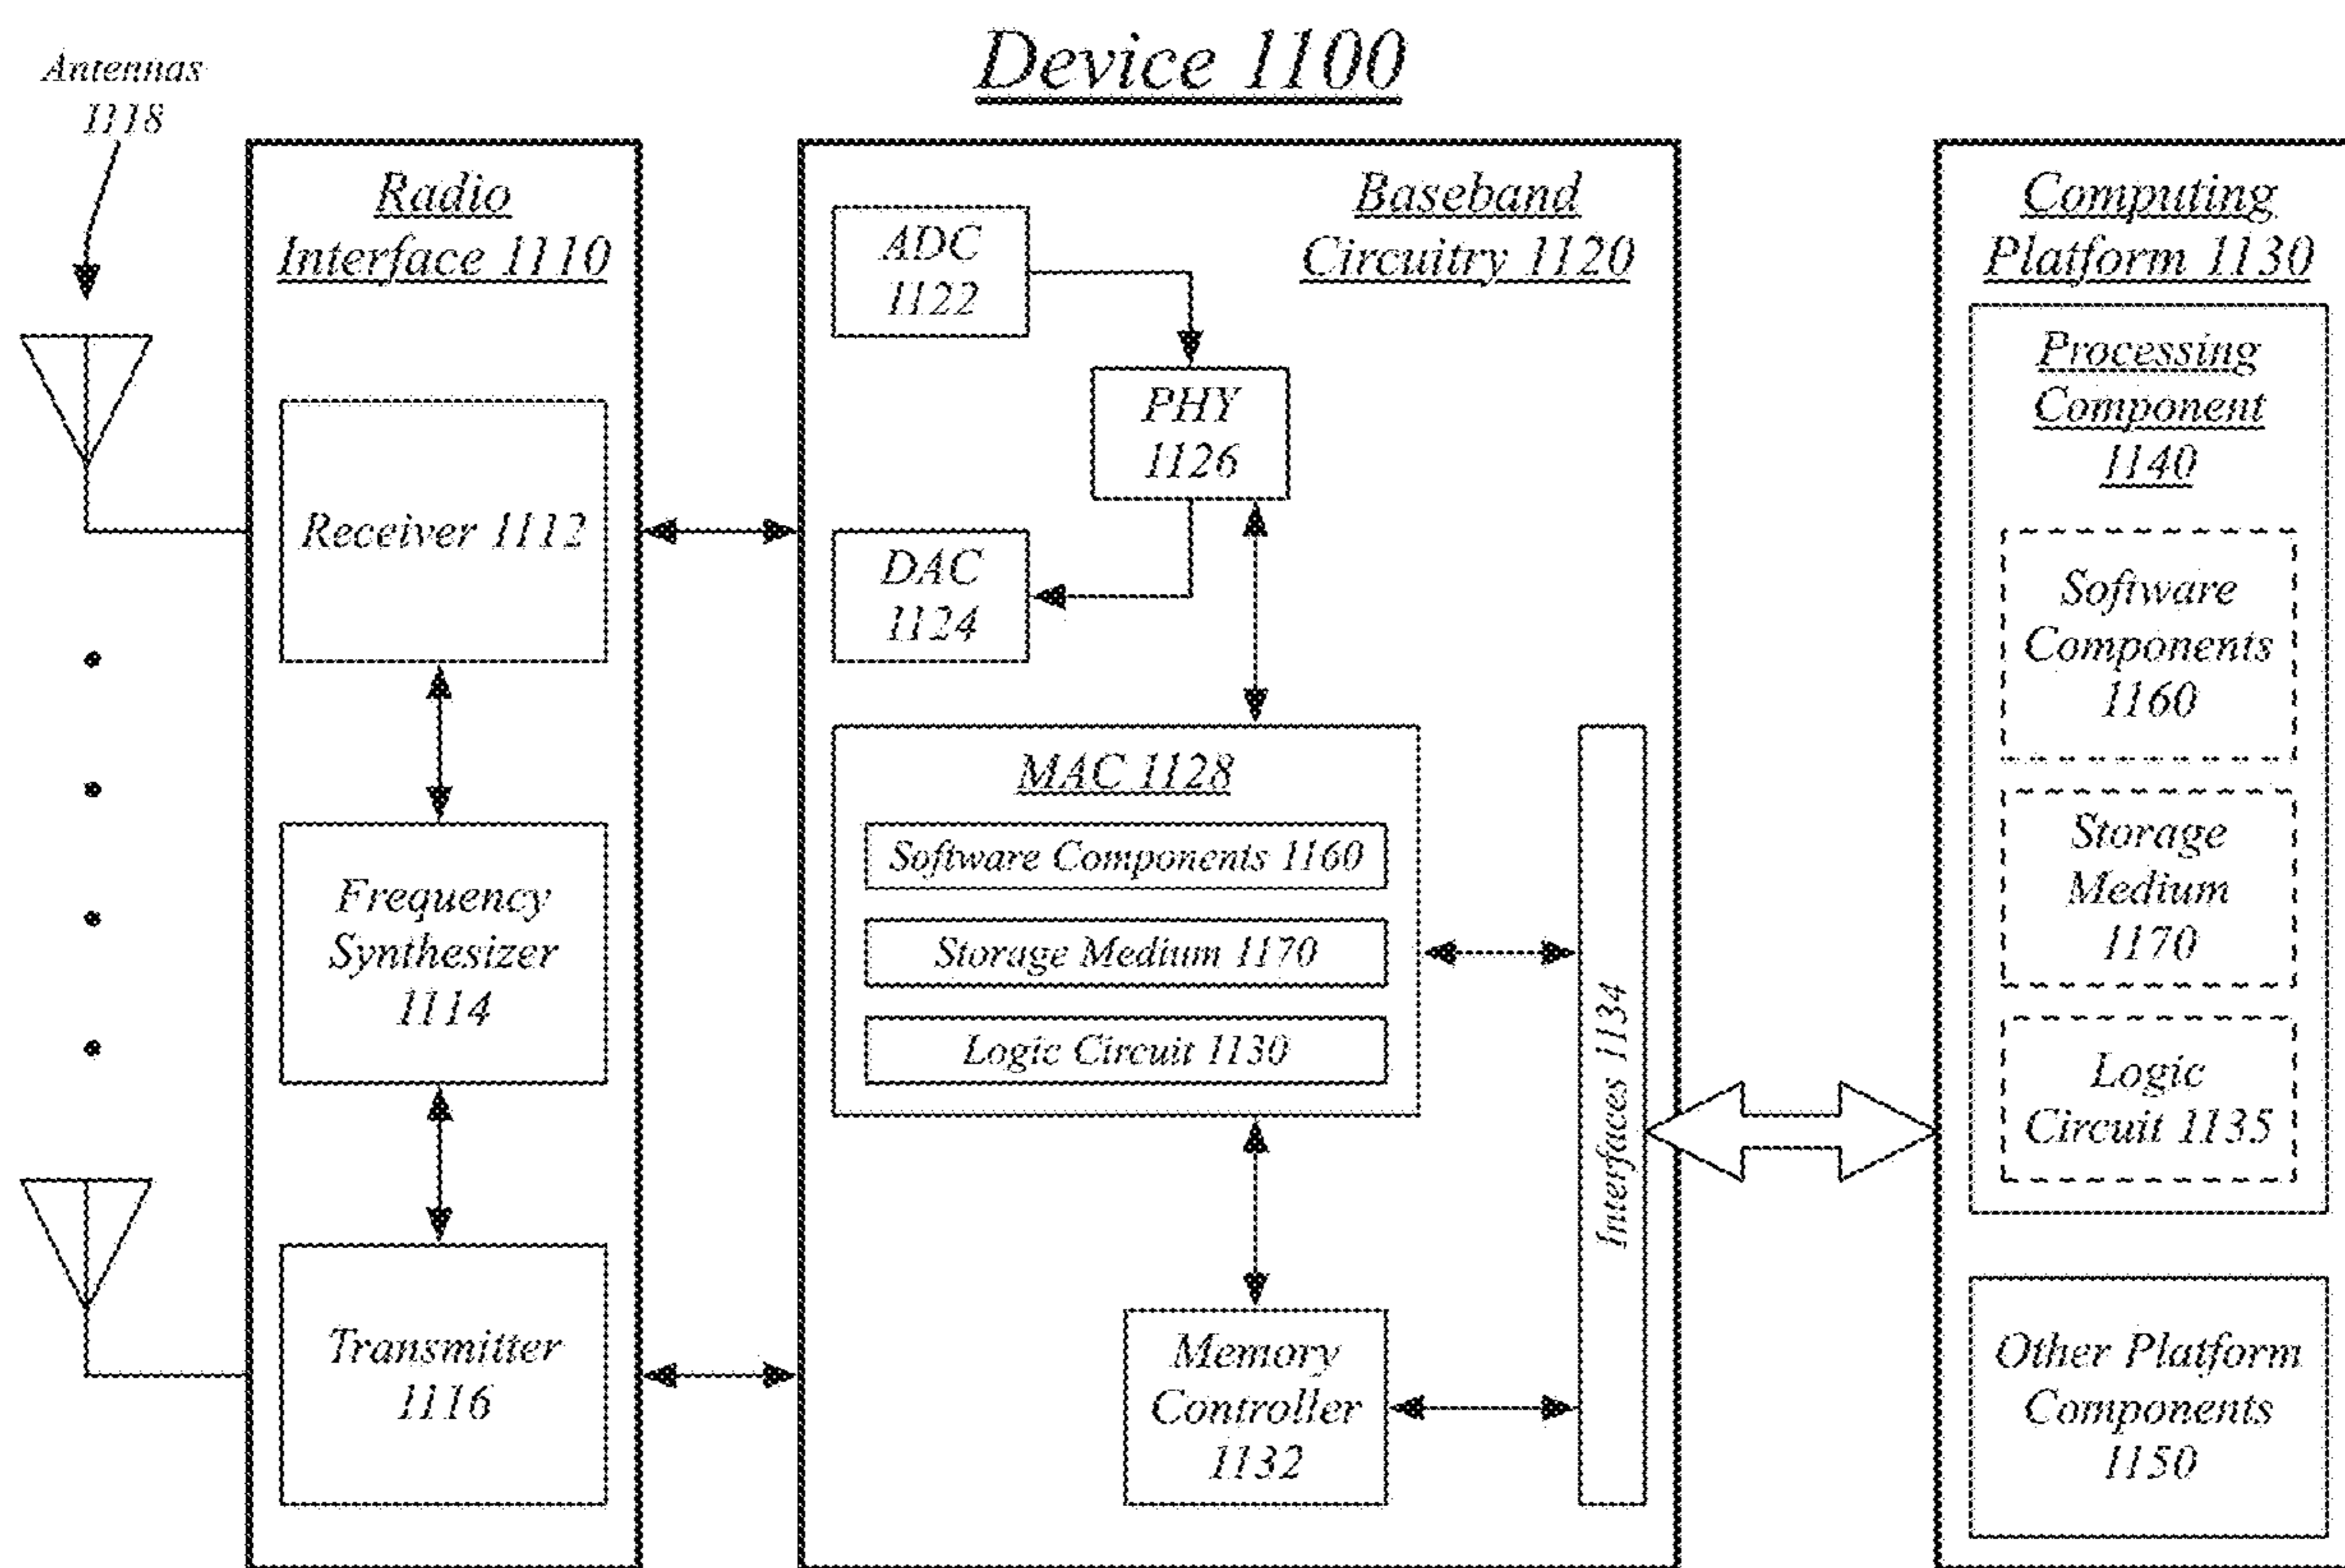 Device 1100
Antennas
1118
Radio
Interface 1110
Receiver 1112
Frequency
Synthesizer
1114
Transmitter
1116
Baseband
Circuitry 1120
ADC
1122
PHY
1126
DAC
1124
MAC 1128
Software Components 1160
Storage Medium 1170
Logic Circuit 1130
Interfaces 1134
Memory
Controller
1132
Computing
Platform 1130
Processing
Component
1140
Software
Components
1160
Storage
Medium
1170
Logic
Circuit 1135
Other Platform
Components
1150